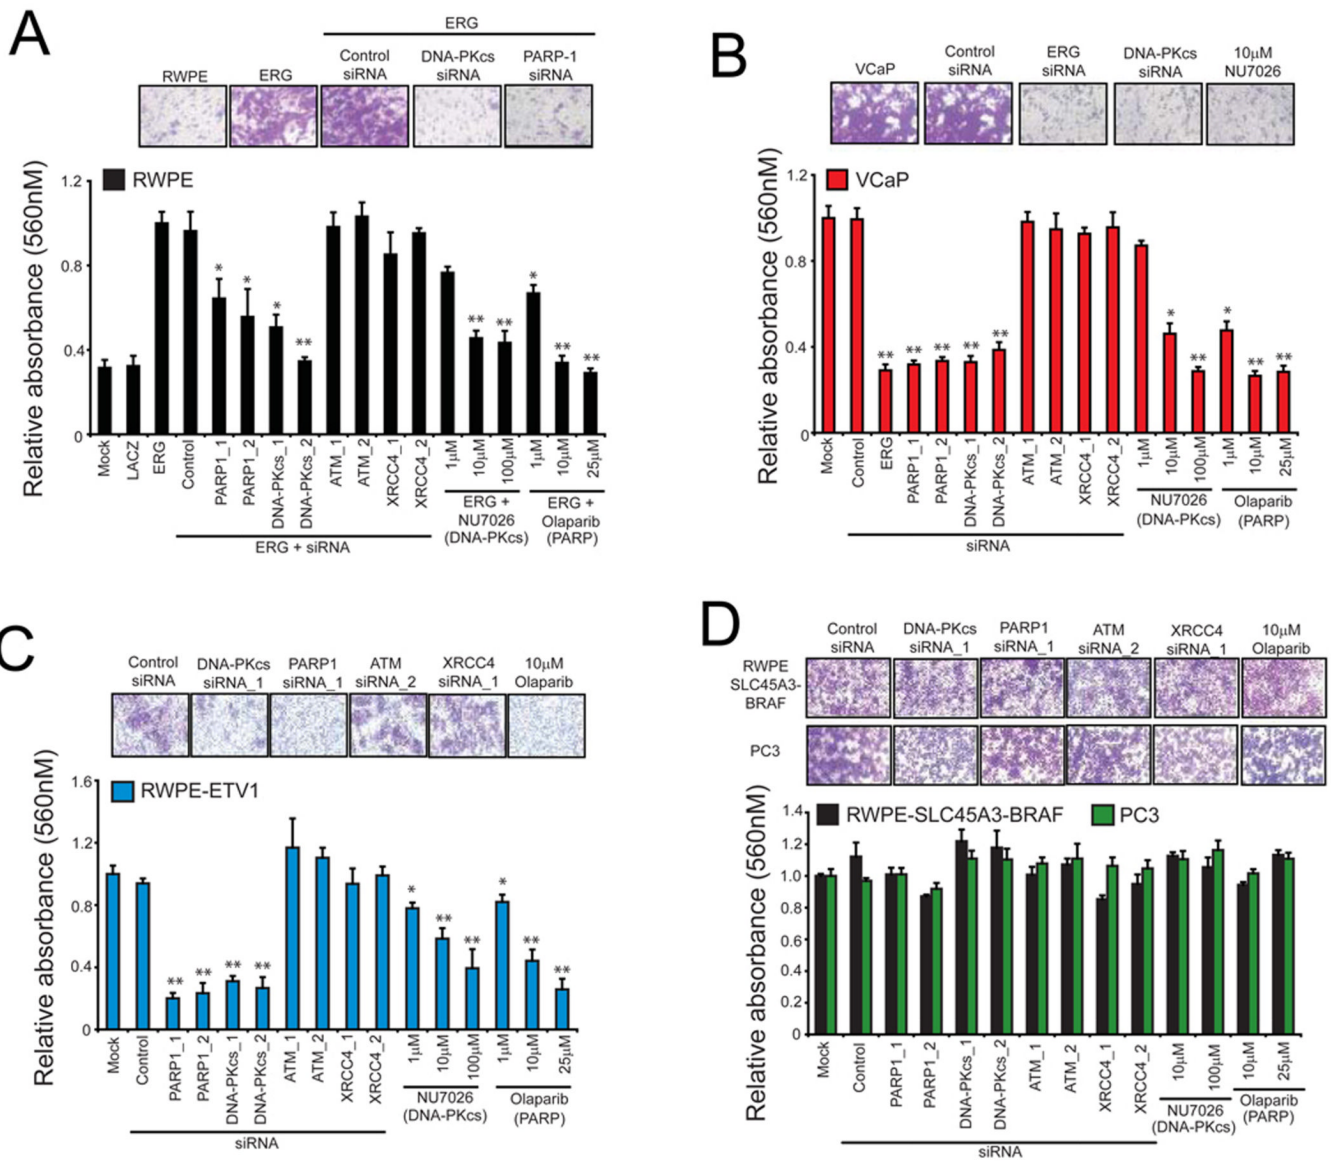 A
ERG
RWPE
ERG
Control
siRNA
DNA-PKcs
siRNA
PARP-1
siRNA
Relative absorbance (560nM)
RWPE
1.2
0.8
0.4
0
* * * ** ** ** * ** **
Mock
LACZ
ERG
Control
PARP1_1
PARP1_2
DNA-PKcs_1
DNA-PKcs_2
ATM_1
ATM_2
XRCC4_1
XRCC4_2
1µM
10µM
100µM
1µM
10µM
25µM
ERG + siRNA
ERG +
NU7026
(DNA-PKcs)
ERG +
Olaparib
(PARP)
B
VCaP
Control
siRNA
ERG
siRNA
DNA-PKcs
siRNA
10µM
NU7026
Relative absorbance (560nM)
VCaP
1.2
0.8
0.4
0
** ** ** ** ** * ** * ** **
Mock
Control
ERG
PARP1_1
PARP1_2
DNA-PKcs_1
DNA-PKcs_2
ATM_1
ATM_2
XRCC4_1
XRCC4_2
1µM
10µM
100µM
1µM
10µM
25µM
siRNA
NU7026
(DNA-PKcs)
Olaparib
(PARP)
C
Control
siRNA
DNA-PKcs
siRNA_1
PARP1
siRNA_1
ATM
siRNA_2
XRCC4
siRNA_1
10µM
Olaparib
Relative absorbance (560nM)
RWPE-ETV1
1.6
1.2
0.8
0.4
0
** ** ** ** * ** ** * ** **
Mock
Control
PARP1_1
PARP1_2
DNA-PKcs_1
DNA-PKcs_2
ATM_1
ATM_2
XRCC4_1
XRCC4_2
1µM
10µM
100µM
1µM
10µM
25µM
siRNA
NU7026
(DNA-PKcs)
Olaparib
(PARP)
D
Control
siRNA
DNA-PKcs
siRNA_1
PARP1
siRNA_1
ATM
siRNA_2
XRCC4
siRNA_1
10µM
Olaparib
RWPE
SLC45A3-
BRAF
PC3
Relative absorbance (560nM)
RWPE-SLC45A3-BRAF
PC3
1.4
1.2
1.0
0.8
0.6
0.4
0.2
0
Mock
Control
PARP1_1
PARP1_2
DNA-PKcs_1
DNA-PKcs_2
ATM_1
ATM_2
XRCC4_1
XRCC4_2
10µM
100µM
10µM
25µM
siRNA
NU7026
(DNA-PKcs)
Olaparib
(PARP)